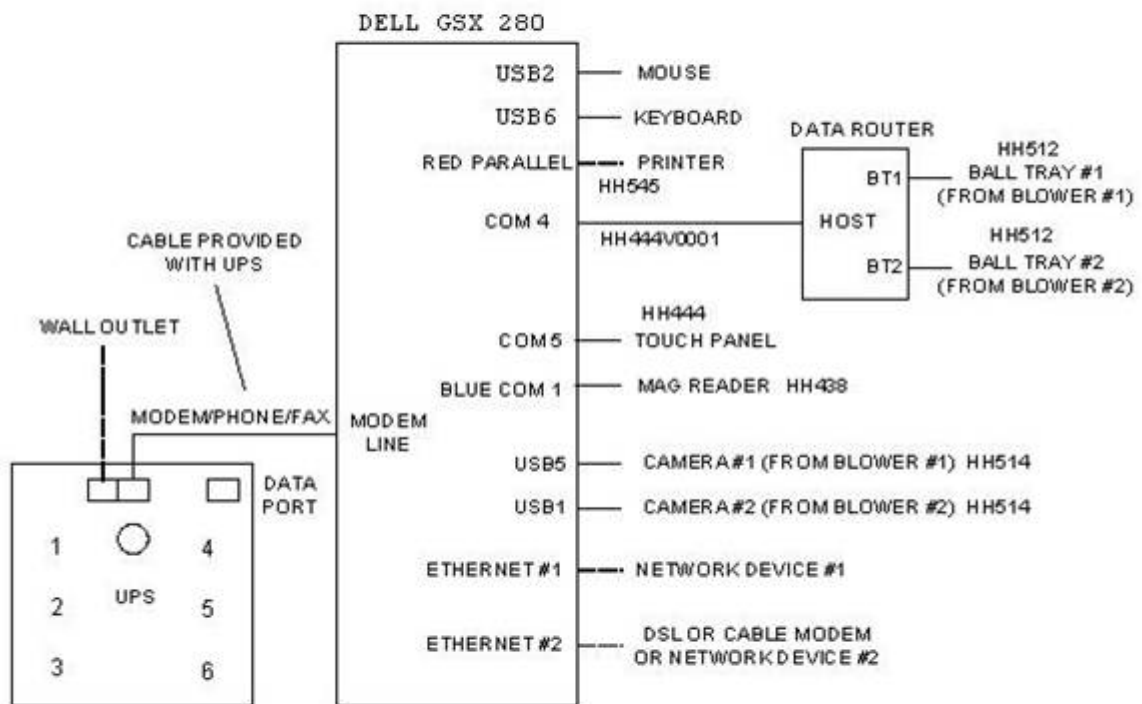 DELL GSX 280
USB2
MOUSE
USB6
KEYBOARD
RED PARALLEL
PRINTER
HH545
COM 4
HH444V0001
DATA ROUTER
HOST
BT1
BT2
HH512
BALL TRAY #1
(FROM BLOWER #1)
HH512
BALL TRAY #2
(FROM BLOWER #2)
HH444
COM 5
TOUCH PANEL
BLUE COM 1
MAG READER HH438
CABLE PROVIDED
WITH UPS
WALL OUTLET
MODEM/PHONE/FAX
MODEM
LINE
DATA
PORT
1
2
3
UPS
4
5
6
USB5
CAMERA #1 (FROM BLOWER #1) HH514
USB1
CAMERA #2 (FROM BLOWER #2) HH514
ETHERNET #1
NETWORK DEVICE #1
ETHERNET #2
DSL OR CABLE MODEM
OR NETWORK DEVICE #2